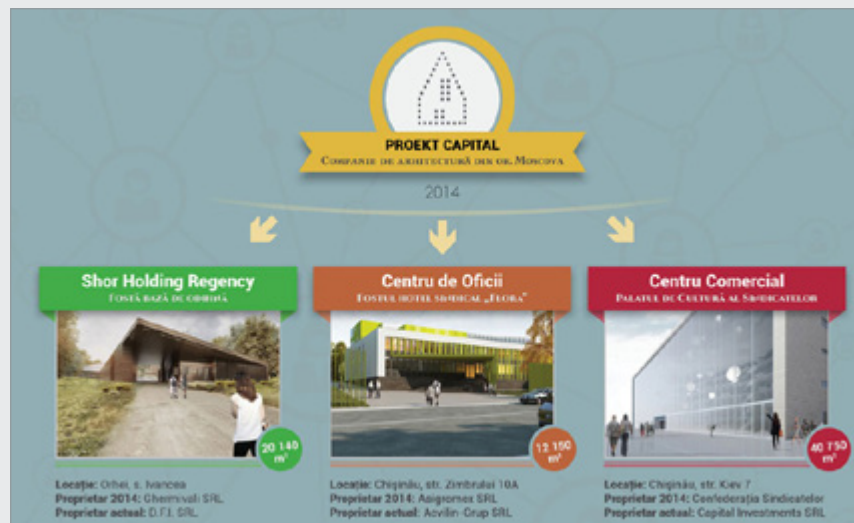 PROEKT CAPITAL
COMPANIE DE ARHITECTURĂ DIN OR. MOSCOVA
2014
Shor Holding Regency
FOSTĂ BAZĂ DE ODIHNĂ
20 140 m²
Locație: Orhei, s. Ivancea
Proprietar 2014: Ghermivali SRL
Proprietar actual: D.F.I. SRL
Centru de Oficii
FOSTUL HOTEL SINDICAL „FLORA”
12 150 m²
Locație: Chișinău, str. Zimbrului 10A
Proprietar 2014: Asigromex SRL
Proprietar actual: Acvilin-Grup SRL
Centru Comercial
PALATUL DE CULTURĂ AL SINDICATELOR
40 750 m²
Locație: Chișinău, str. Kiev 7
Proprietar 2014: Confederația Sindicatelor
Proprietar actual: Capital Investments SRL